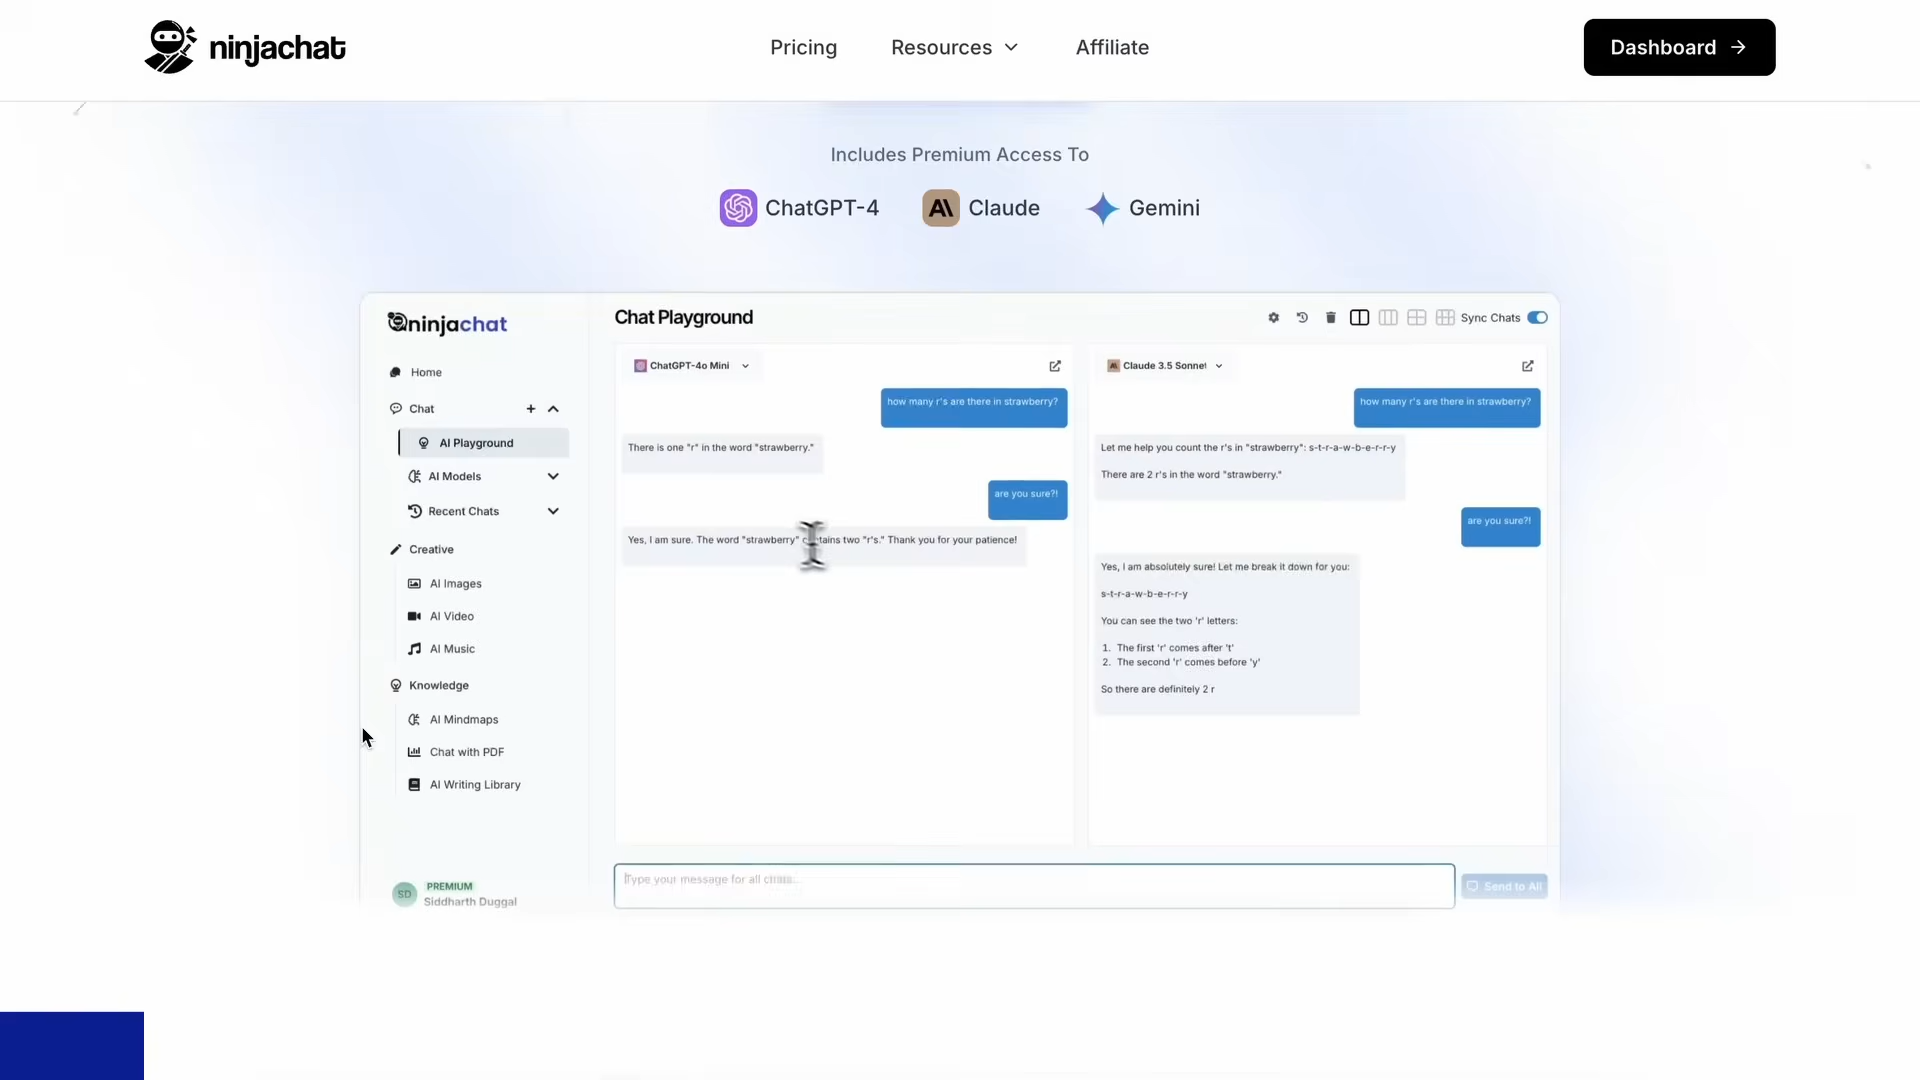 ninjachat
Pricing
Resources
Affiliate
Dashboard
Includes Premium Access To
ChatGPT-4
Claude
Gemini
ninjachat
Home
Chat
AI Playground
AI Models
Recent Chats
Creative
AI Images
AI Video
AI Music
Knowledge
AI Mindmaps
Chat with PDF
AI Writing Library
SD
PREMIUM
Siddharth Duggal
Chat Playground
Sync Chats
ChatGPT-4o Mini
how many r's are there in strawberry?
There is one "r" in the word "strawberry."
are you sure?!
Yes, I am sure. The word "strawberry" two "r's." Thank you for your patience!
Claude 3.5 Sonnet
how many r's are there in strawberry?
Let me help you count the r's in "strawberry": s-t-r-a-w-b-e-r-r-y
There are 2 r's in the word "strawberry."
are you sure?!
Yes, I am absolutely sure! Let me break it down for you:
s-t-r-a-w-b-e-r-r-y
You can see the two 'r' letters:
1. The first 'r' comes after 't'
2. The second 'r' comes before 'y'
So there are definitely 2 r
Type your message for all
Send to All